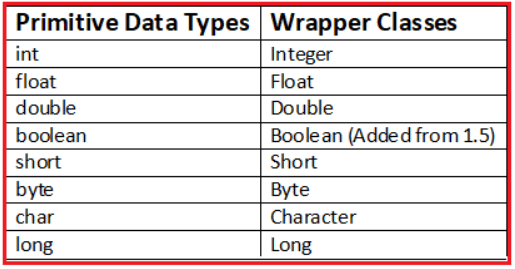 Primitive Data Types Wrapper Classes
int Integer
float Float
double Double
boolean Boolean (Added from 1.5)
short Short
byte Byte
char Character
long Long